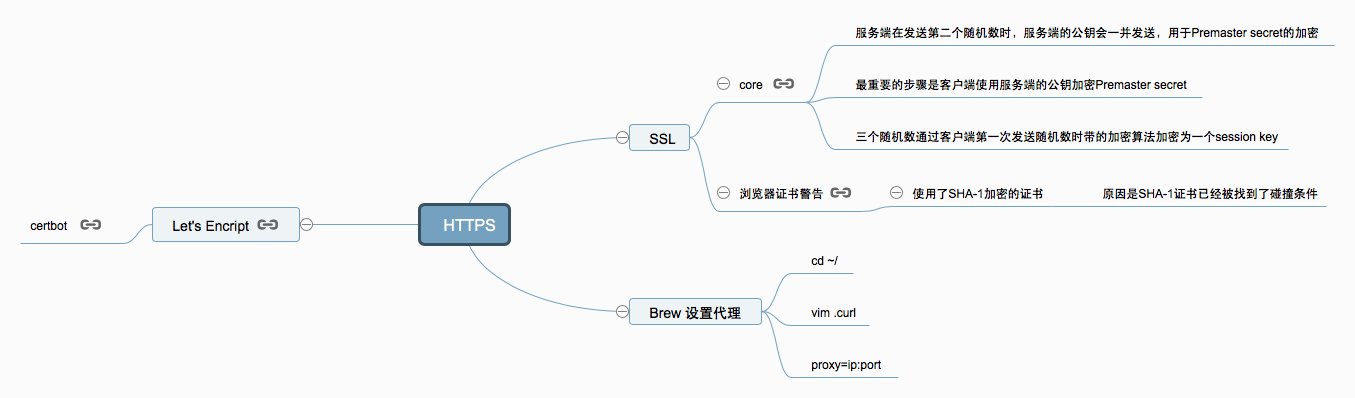 服务端在发送第二个随机数时，服务端的公钥会一并发送，用于Premaster secret的加密
core
最重要的步骤是客户端使用服务端的公钥加密Premaster secret
SSL
三个随机数通过客户端第一次发送随机数时带的加密算法加密为一个session key
浏览器证书警告
使用了SHA-1加密的证书
原因是SHA-1证书已经被找到了碰撞条件
certbot
Let's Encript
HTTPS
cd ~/
Brew 设置代理
vim .curl
proxy=ip:port